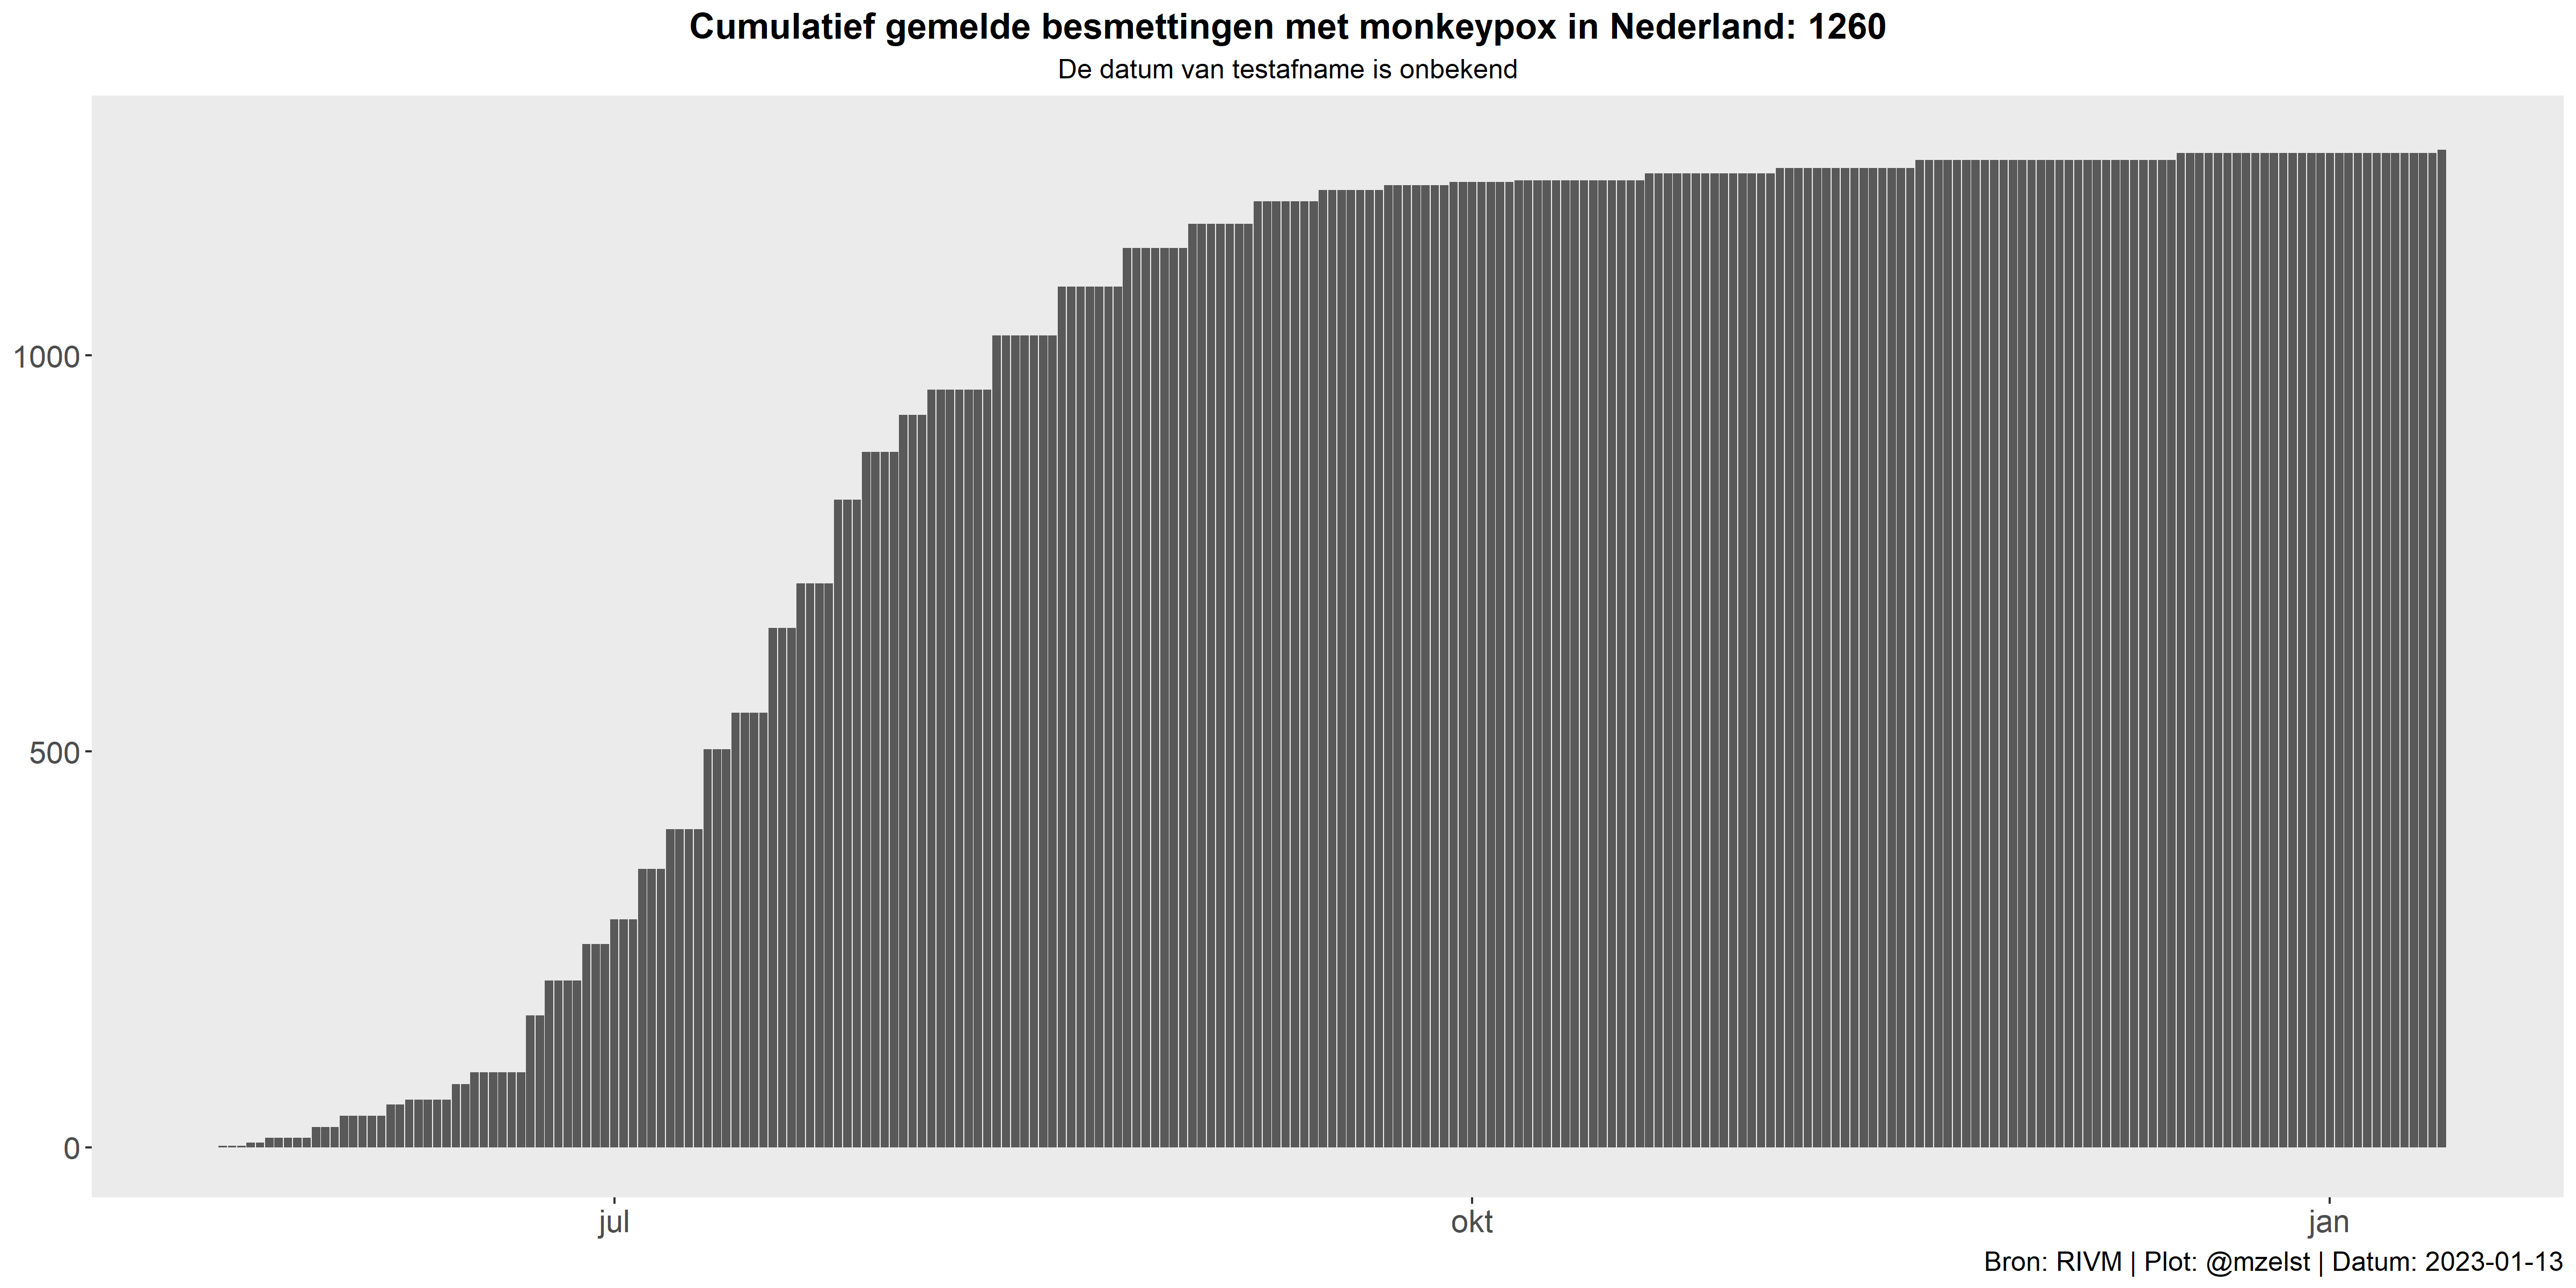 Cumulatief gemelde besmettingen met monkeypox in Nederland: 1260
De datum van testafname is onbekend
1000
500
0
jul okt jan
Bron: RIVM | Plot: @mzelst | Datum: 2023-01-13